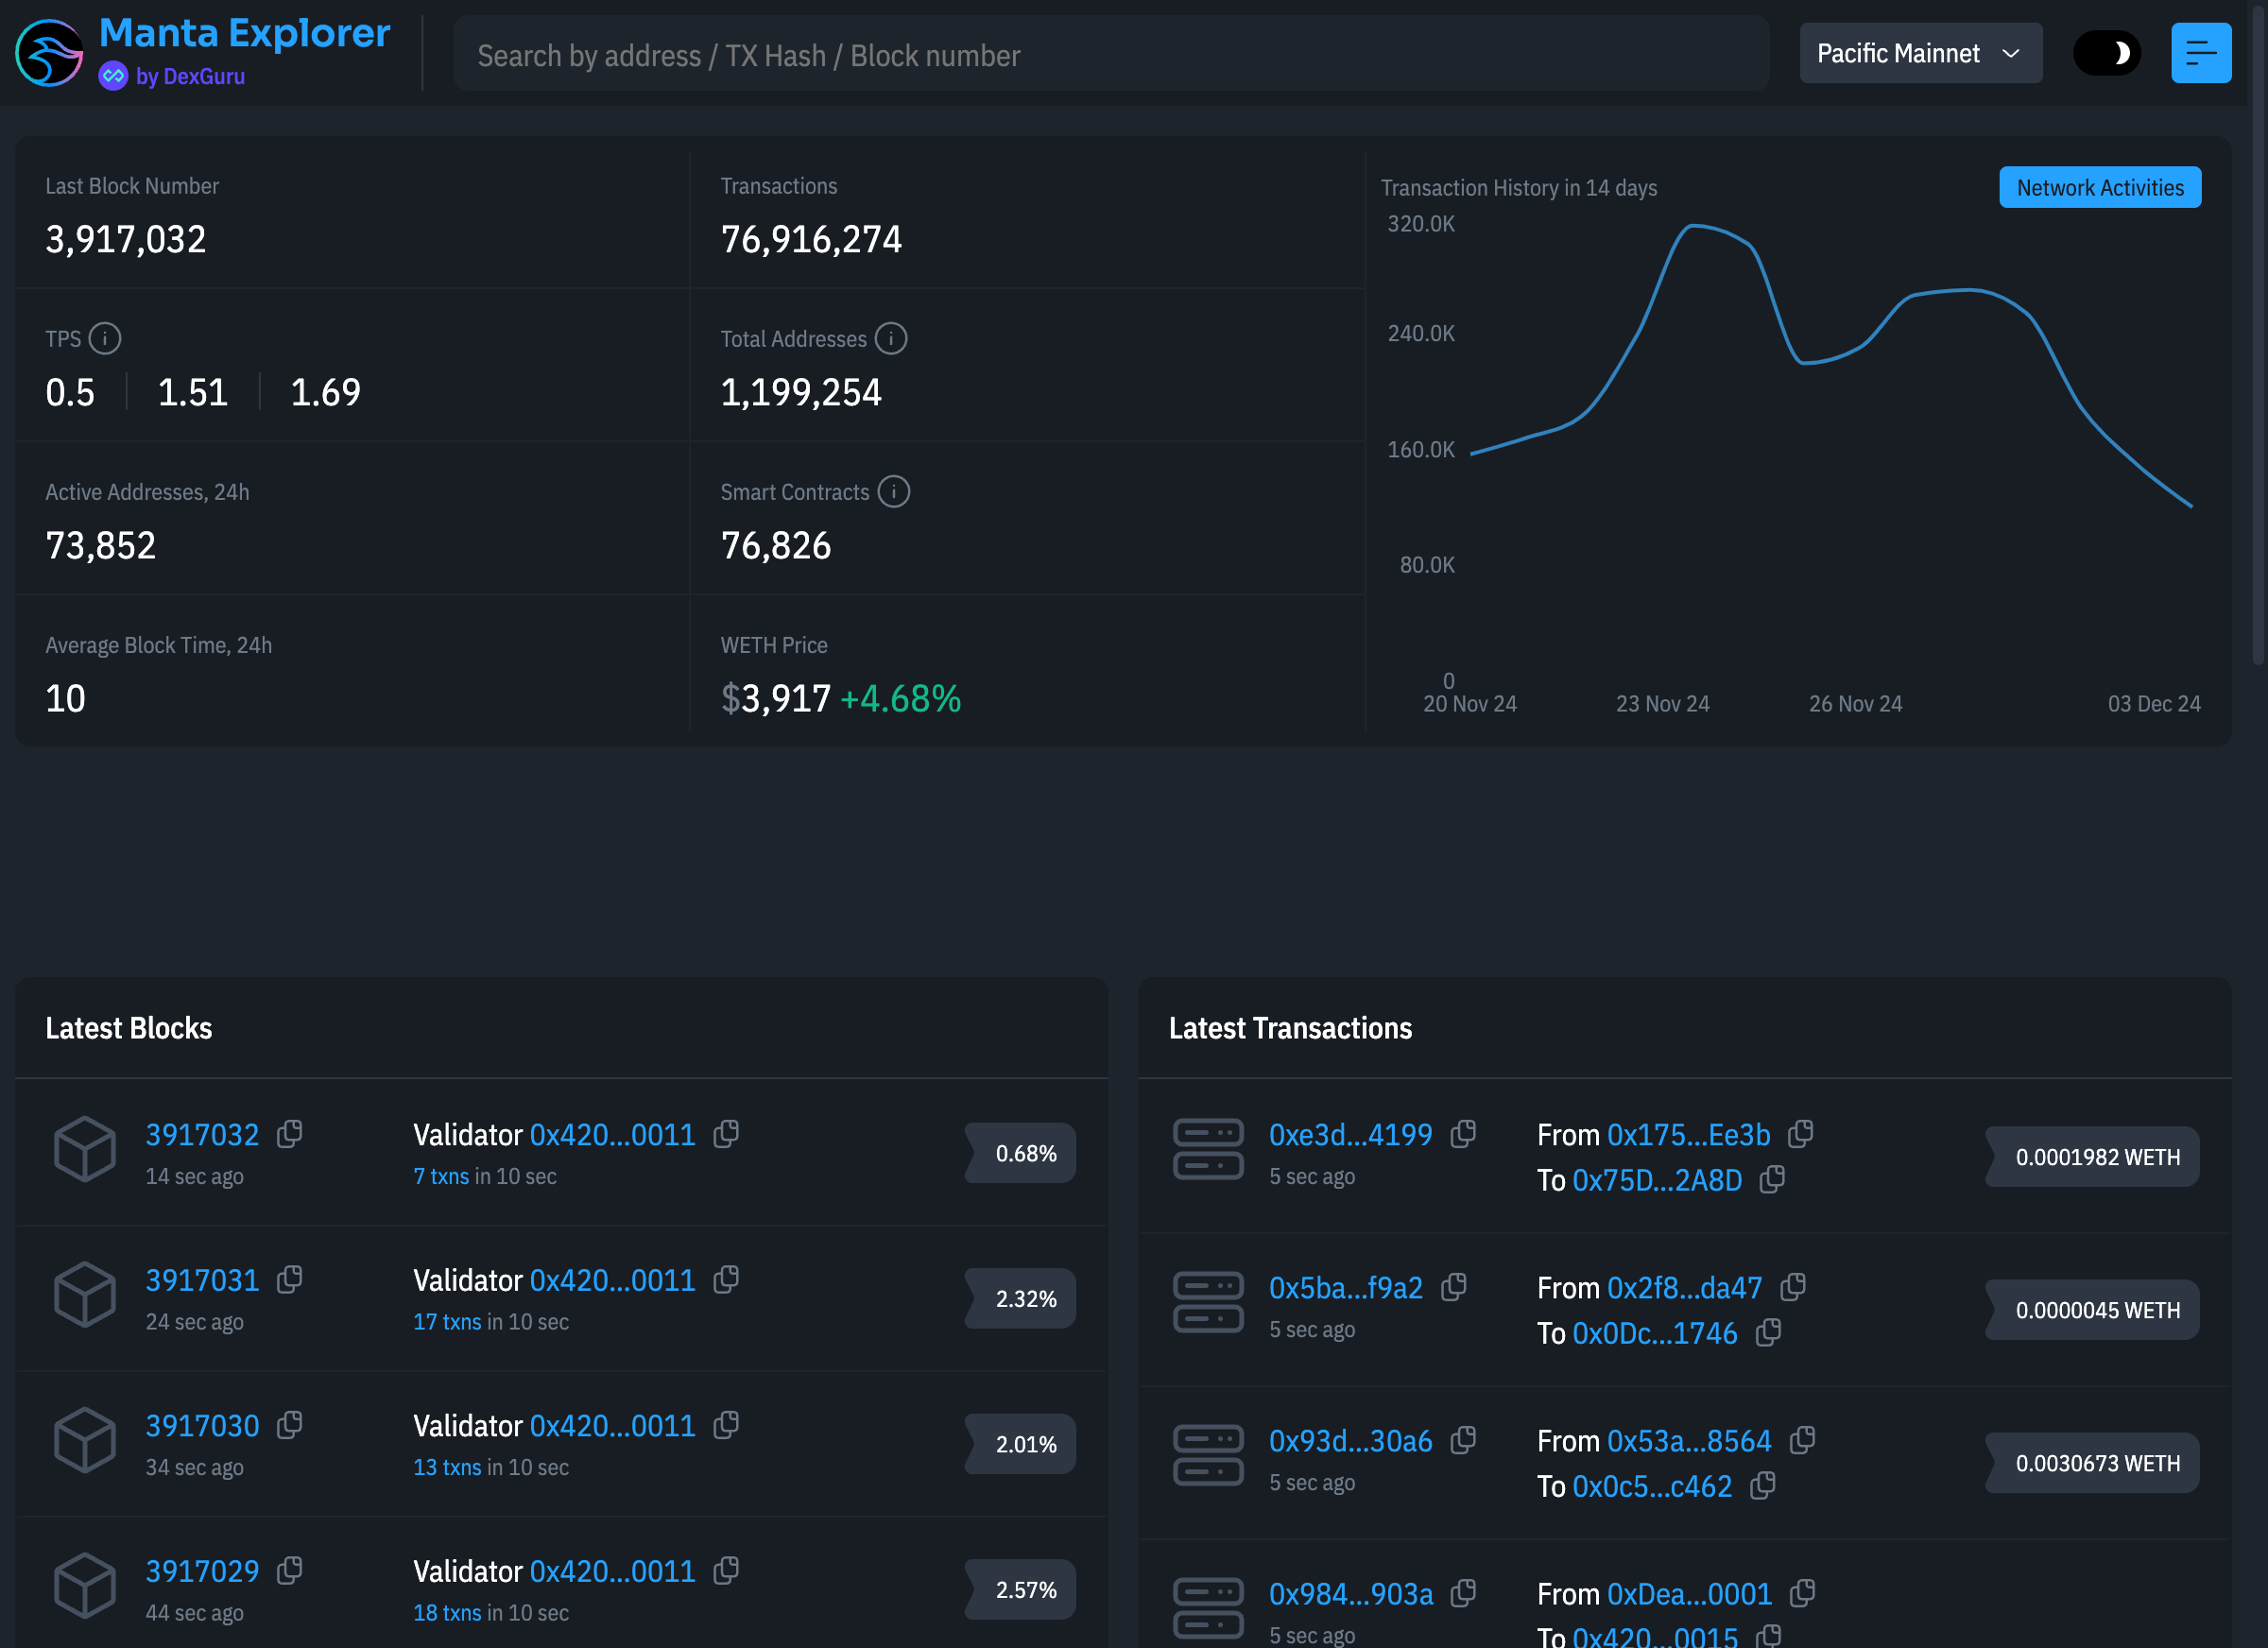 Manta Explorer
by DexGuru
Search by address / TX Hash / Block number
Pacific Mainnet
Last Block Number
3,917,032
Transactions
76,916,274
TPS
0.5
1.51
1.69
Total Addresses
1,199,254
Active Addresses, 24h
73,852
Smart Contracts
76,826
Average Block Time, 24h
10
WETH Price
$3,917 +4.68%
Transaction History in 14 days
Network Activities
320.0K
240.0K
160.0K
80.0K
0
20 Nov 24
23 Nov 24
26 Nov 24
03 Dec 24
Latest Blocks
3917032
14 sec ago
Validator 0x420...0011
7 txns in 10 sec
0.68%
3917031
24 sec ago
Validator 0x420...0011
17 txns in 10 sec
2.32%
3917030
34 sec ago
Validator 0x420...0011
13 txns in 10 sec
2.01%
3917029
44 sec ago
Validator 0x420...0011
18 txns in 10 sec
2.57%
Latest Transactions
0xe3d...4199
5 sec ago
From 0x175...Ee3b
To 0x75D...2A8D
0.0001982 WETH
0x5ba...f9a2
5 sec ago
From 0x2f8...da47
To 0x0Dc...1746
0.0000045 WETH
0x93d...30a6
5 sec ago
From 0x53a...8564
To 0x0c5...c462
0.0030673 WETH
0x984...903a
5 sec ago
From 0xDea...0001
To 0x420...0015